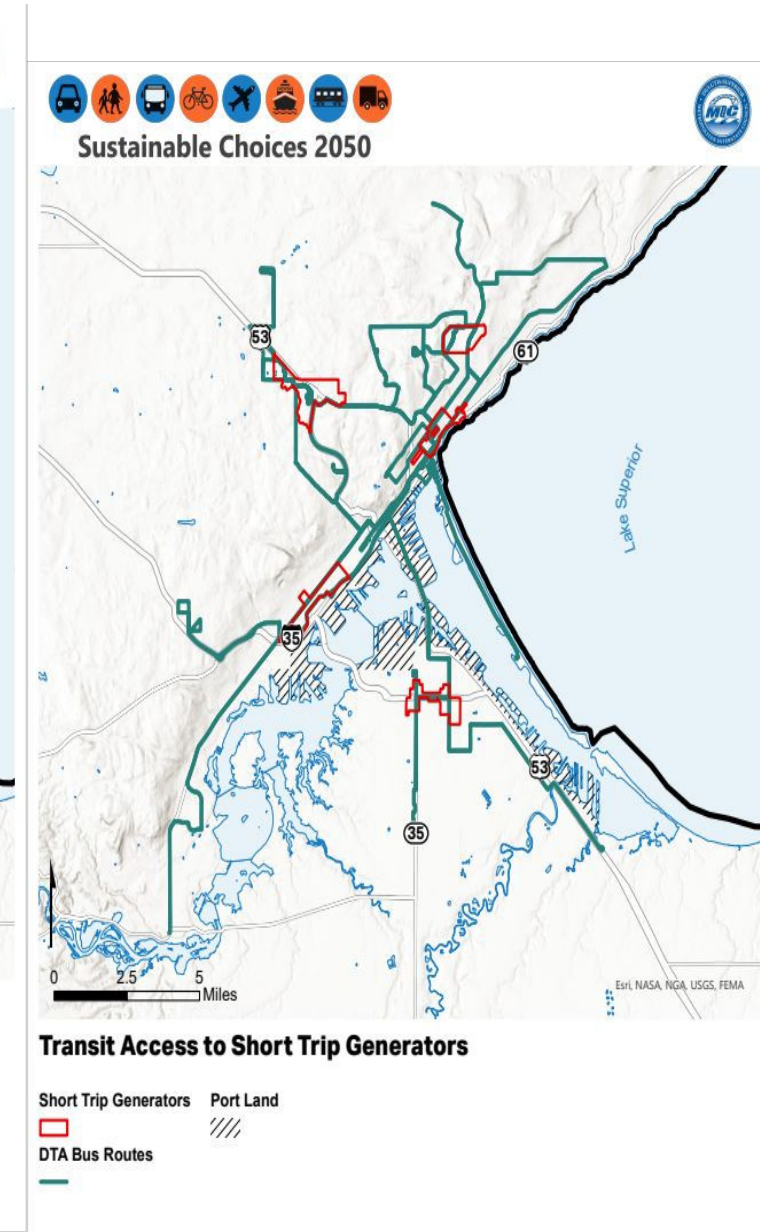 MIC
Sustainable Choices 2050
53
61
Lake Superior
35
53
35
0 2.5 5
Miles
Esri, NASA, NGA, USGS, FEMA
Transit Access to Short Trip Generators
Short Trip Generators Port Land
DTA Bus Routes